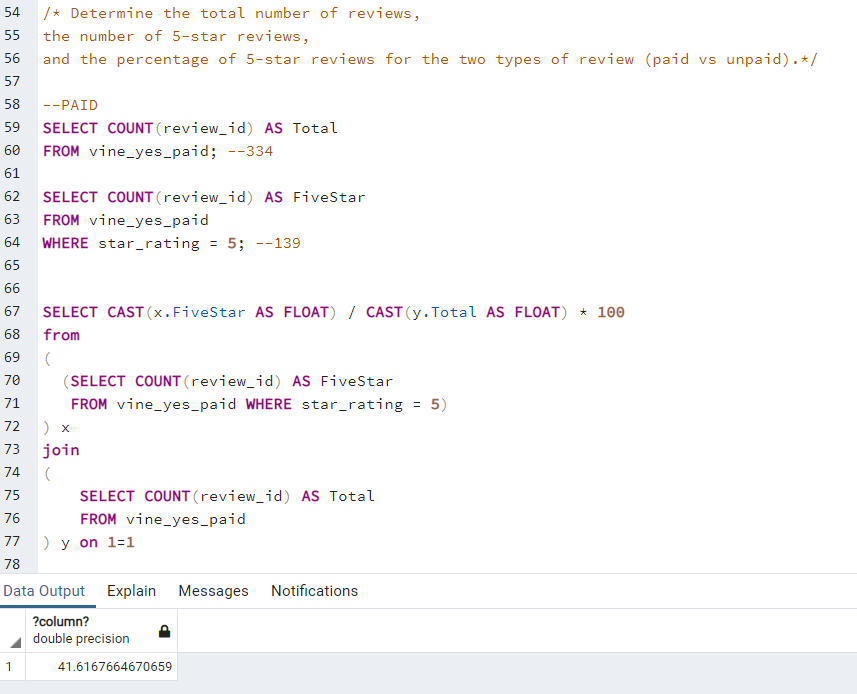 54 /* Determine the total number of reviews,
55 the number of 5-star reviews,
56 and the percentage of 5-star reviews for the two types of review (paid vs unpaid).*/
57
58 --PAID
59 SELECT COUNT(review_id) AS Total
60 FROM vine_yes_paid; --334
61
62 SELECT COUNT(review_id) AS FiveStar
63 FROM vine_yes_paid
64 WHERE star_rating = 5; --139
65
66
67 SELECT CAST(x.FiveStar AS FLOAT) / CAST(y.Total AS FLOAT) * 100
68 from
69 (
70   (SELECT COUNT(review_id) AS FiveStar
71    FROM vine_yes_paid WHERE star_rating = 5)
72 ) x
73 join
74 (
75     SELECT COUNT(review_id) AS Total
76     FROM vine_yes_paid
77 ) y on 1=1
78
Data Output Explain Messages Notifications
?column?
double precision
1 41.6167664670659